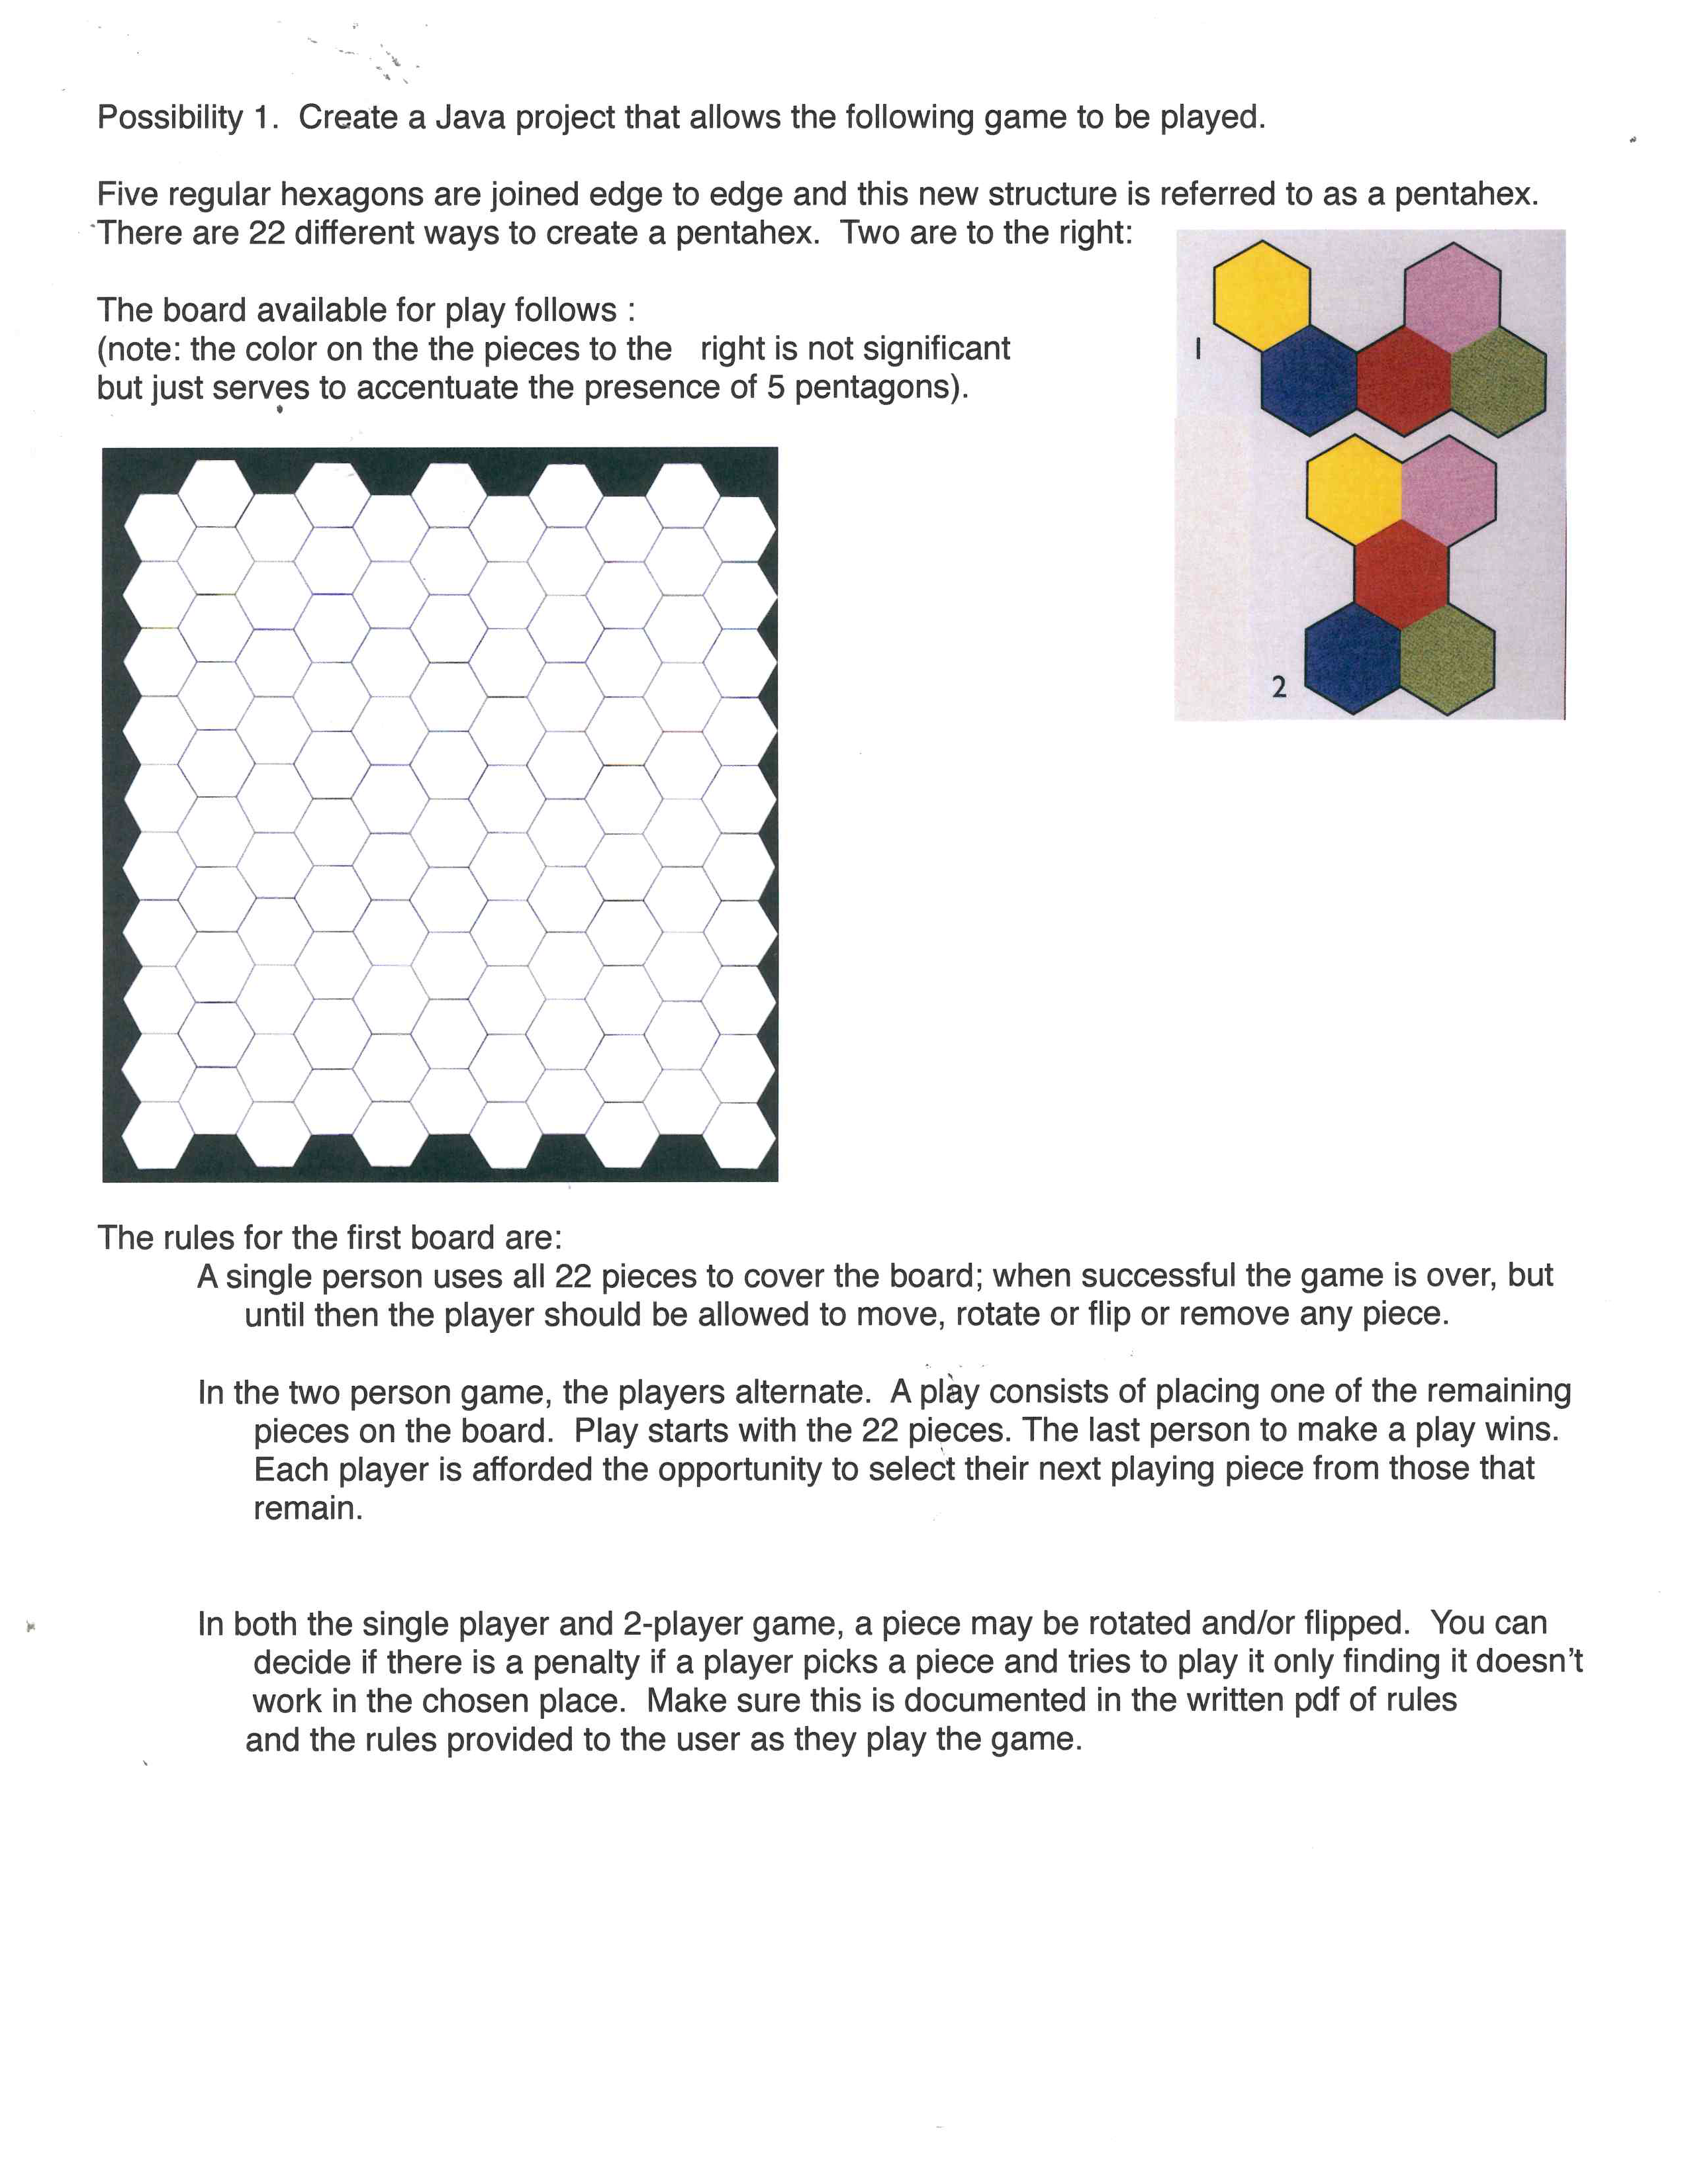 Possibility 1.  Create a Java project that allows the following game to be played.
Five regular hexagons are joined edge to edge and this new structure is referred to as a pentahex.
There are 22 different ways to create a pentahex.  Two are to the right:
The board available for play follows :
(note: the color on the the pieces to the   right is not significant
but just serves to accentuate the presence of 5 pentagons).
1
2
The rules for the first board are:
A single person uses all 22 pieces to cover the board; when successful the game is over, but
until then the player should be allowed to move, rotate or flip or remove any piece.
In the two person game, the players alternate.  A play consists of placing one of the remaining
pieces on the board.  Play starts with the 22 pieces. The last person to make a play wins.
Each player is afforded the opportunity to select their next playing piece from those that
remain.
In both the single player and 2-player game, a piece may be rotated and/or flipped.  You can
decide if there is a penalty if a player picks a piece and tries to play it only finding it doesn't
work in the chosen place.  Make sure this is documented in the written pdf of rules
and the rules provided to the user as they play the game.